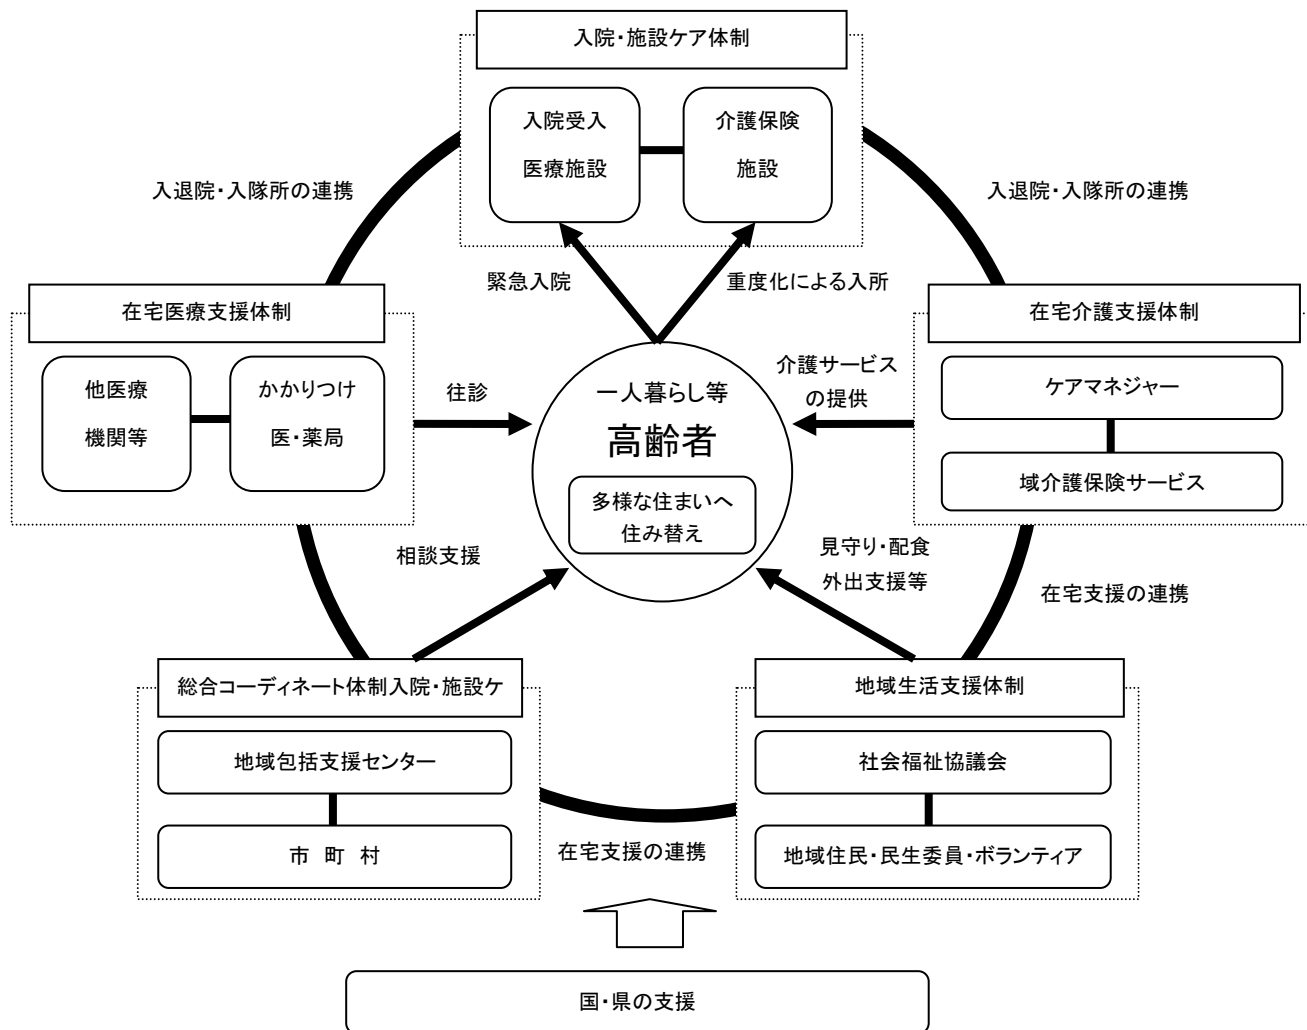 入院・施設ケア体制
入院受入
医療施設
介護保険
施設
入退院・入隊所の連携
入退院・入隊所の連携
緊急入院
重度化による入所
在宅医療支援体制
他医療
機関等
かかりつけ
医・薬局
往診
一人暮らし等
高齢者
多様な住まいへ
住み替え
介護サービス
の提供
在宅介護支援体制
ケアマネジャー
域介護保険サービス
相談支援
見守り・配食
外出支援等
在宅支援の連携
総合コーディネート体制入院・施設ケ
地域包括支援センター
市 町 村
在宅支援の連携
地域生活支援体制
社会福祉協議会
地域住民・民生委員・ボランティア
国・県の支援